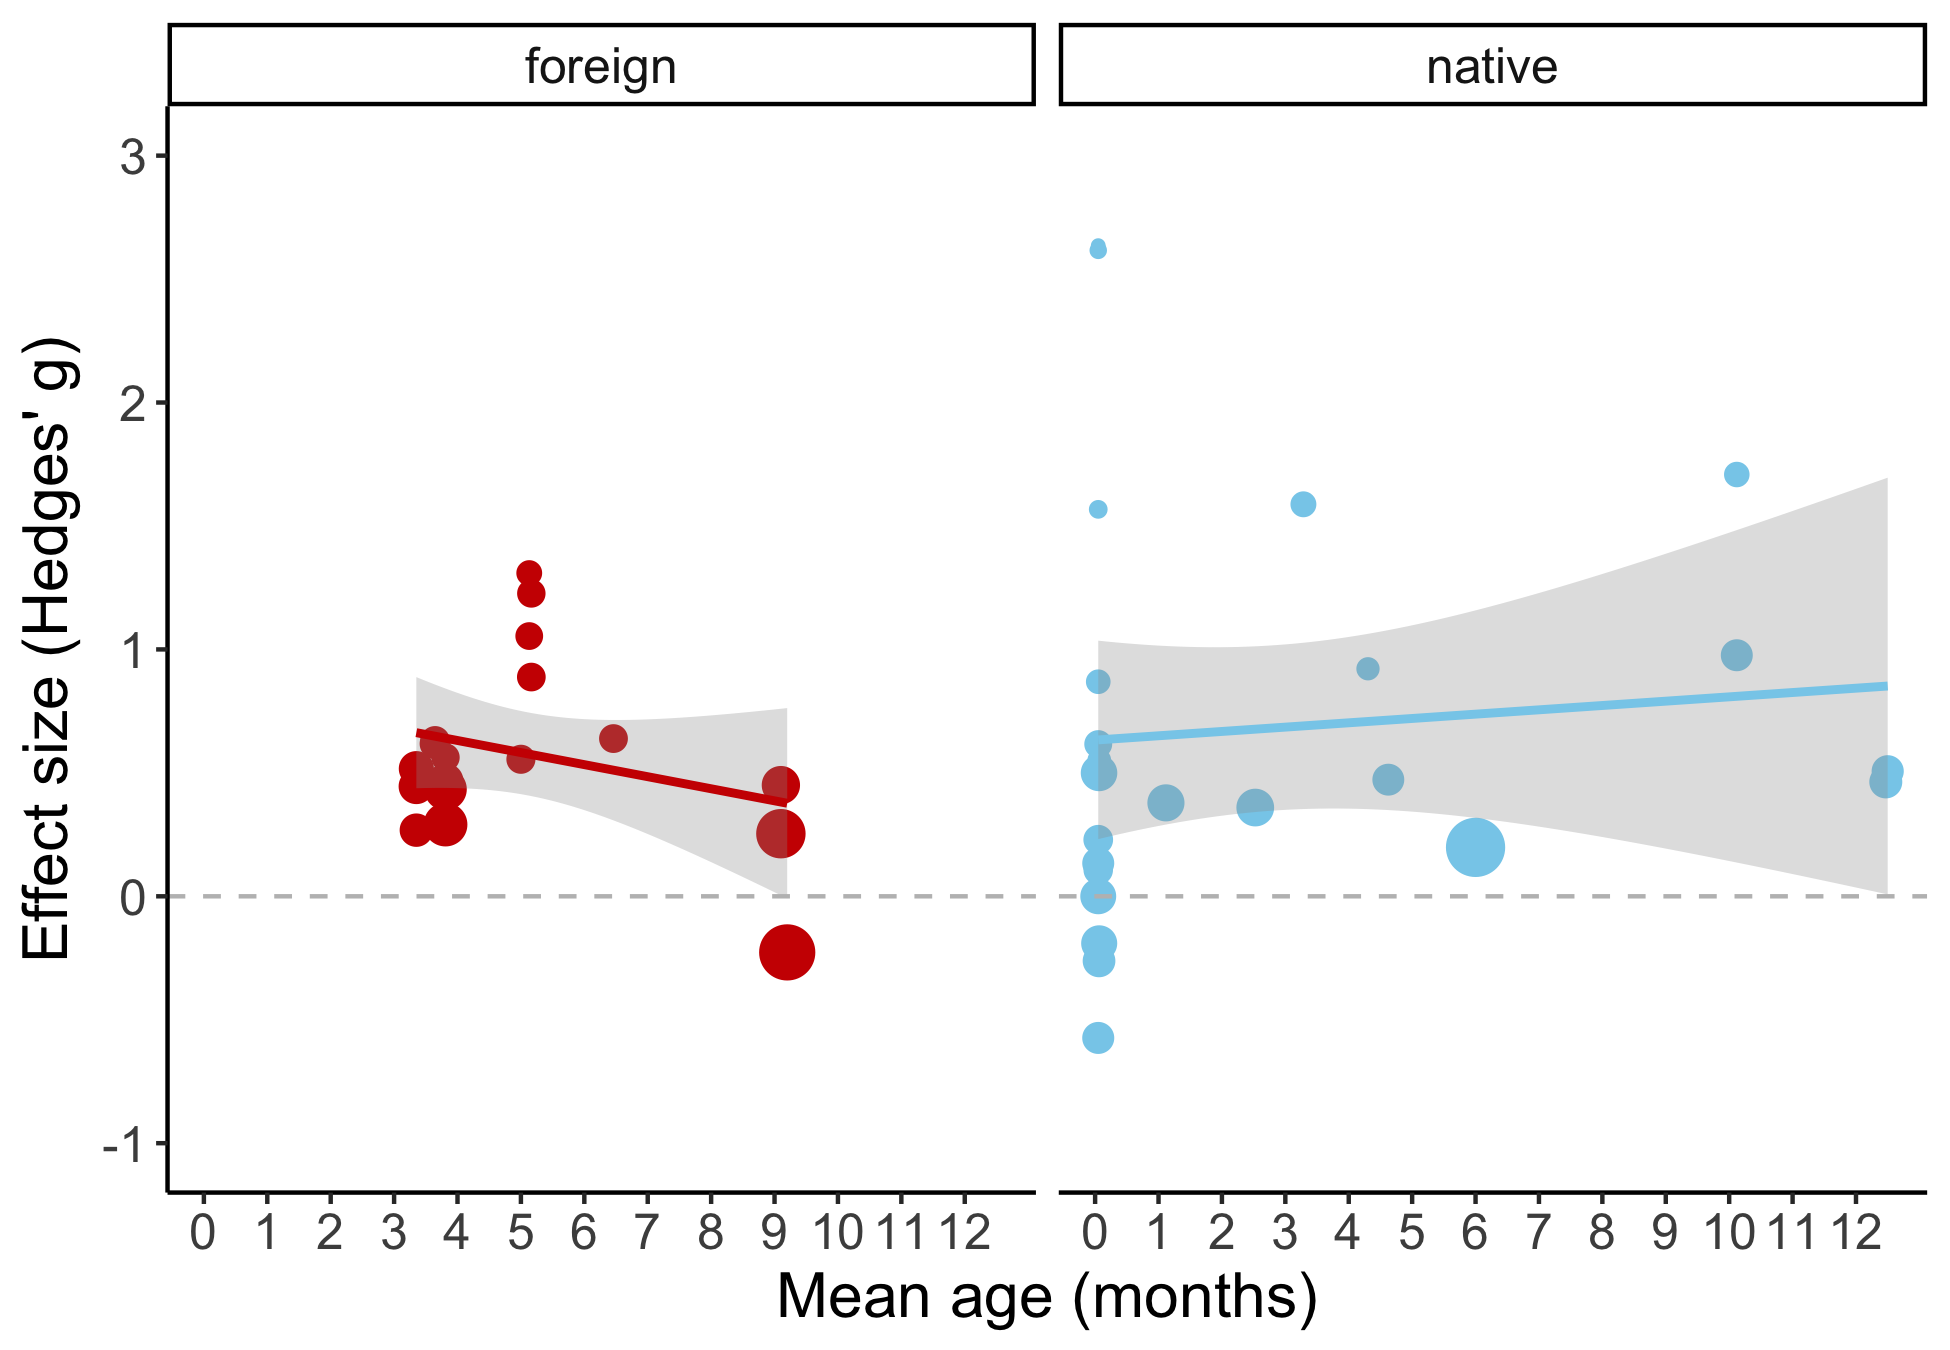 foreign
native
3
2
1
0
-1
Effect size (Hedges' g)
0 1 2 3 4 5 6 7 8 9 10 11 12
0 1 2 3 4 5 6 7 8 9 10 11 12
Mean age (months)